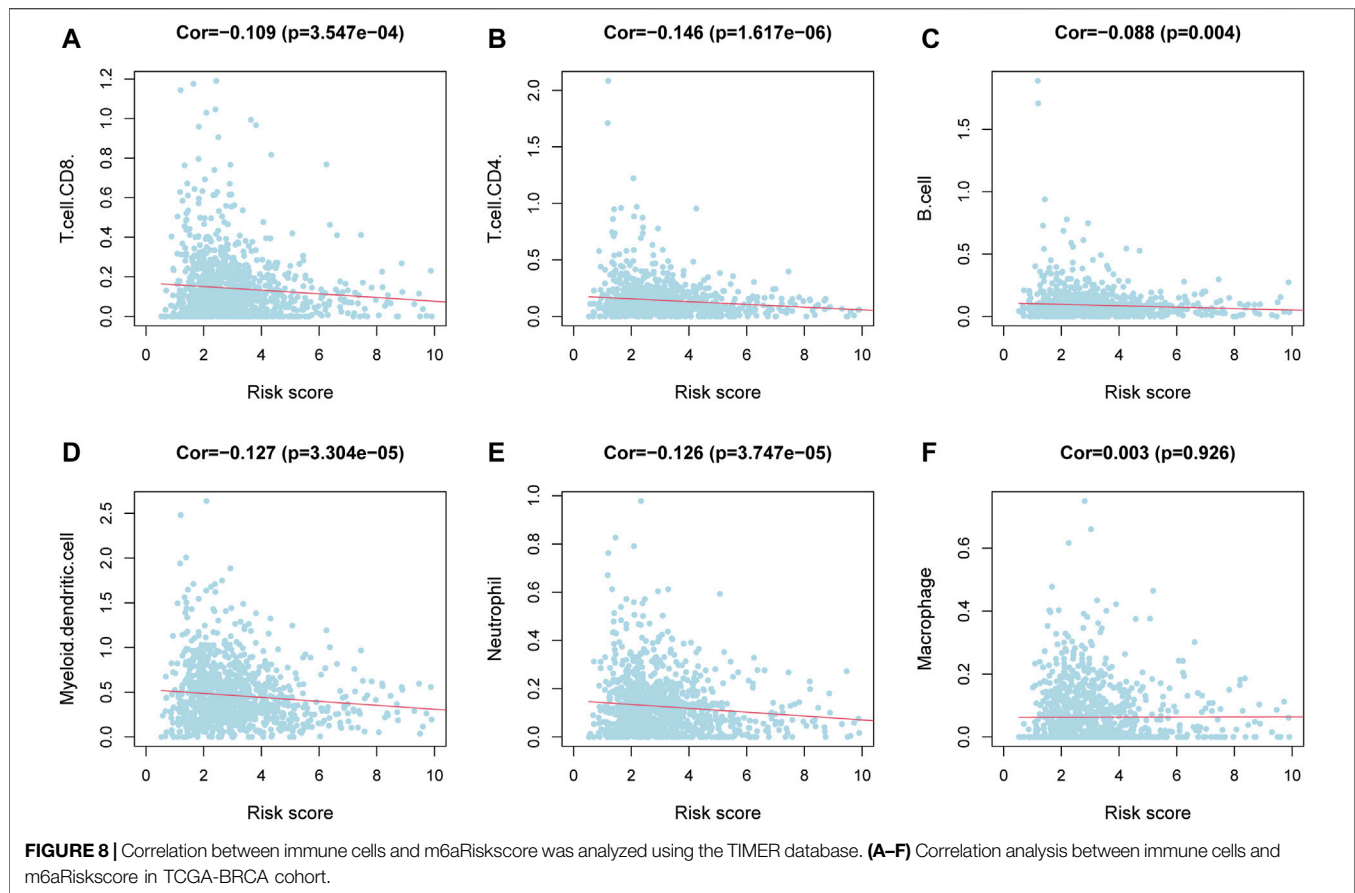 A
Cor=−0.109 (p=3.547e−04)
T.cell.CD8.
0.0 0.2 0.4 0.6 0.8 1.0 1.2
0 2 4 6 8 10
Risk score
B
Cor=−0.146 (p=1.617e−06)
T.cell.CD4.
0.0 0.5 1.0 1.5 2.0
0 2 4 6 8 10
Risk score
C
Cor=−0.088 (p=0.004)
B.cell
0.0 0.5 1.0 1.5
0 2 4 6 8 10
Risk score
D
Cor=−0.127 (p=3.304e−05)
Myeloid.dendritic.cell
0.0 0.5 1.0 1.5 2.0 2.5
0 2 4 6 8 10
Risk score
E
Cor=−0.126 (p=3.747e−05)
Neutrophil
0.0 0.2 0.4 0.6 0.8 1.0
0 2 4 6 8 10
Risk score
F
Cor=0.003 (p=0.926)
Macrophage
0.0 0.2 0.4 0.6
0 2 4 6 8 10
Risk score
FIGURE 8 | Correlation between immune cells and m6aRiskscore was analyzed using the TIMER database. (A–F) Correlation analysis between immune cells and
m6aRiskscore in TCGA-BRCA cohort.